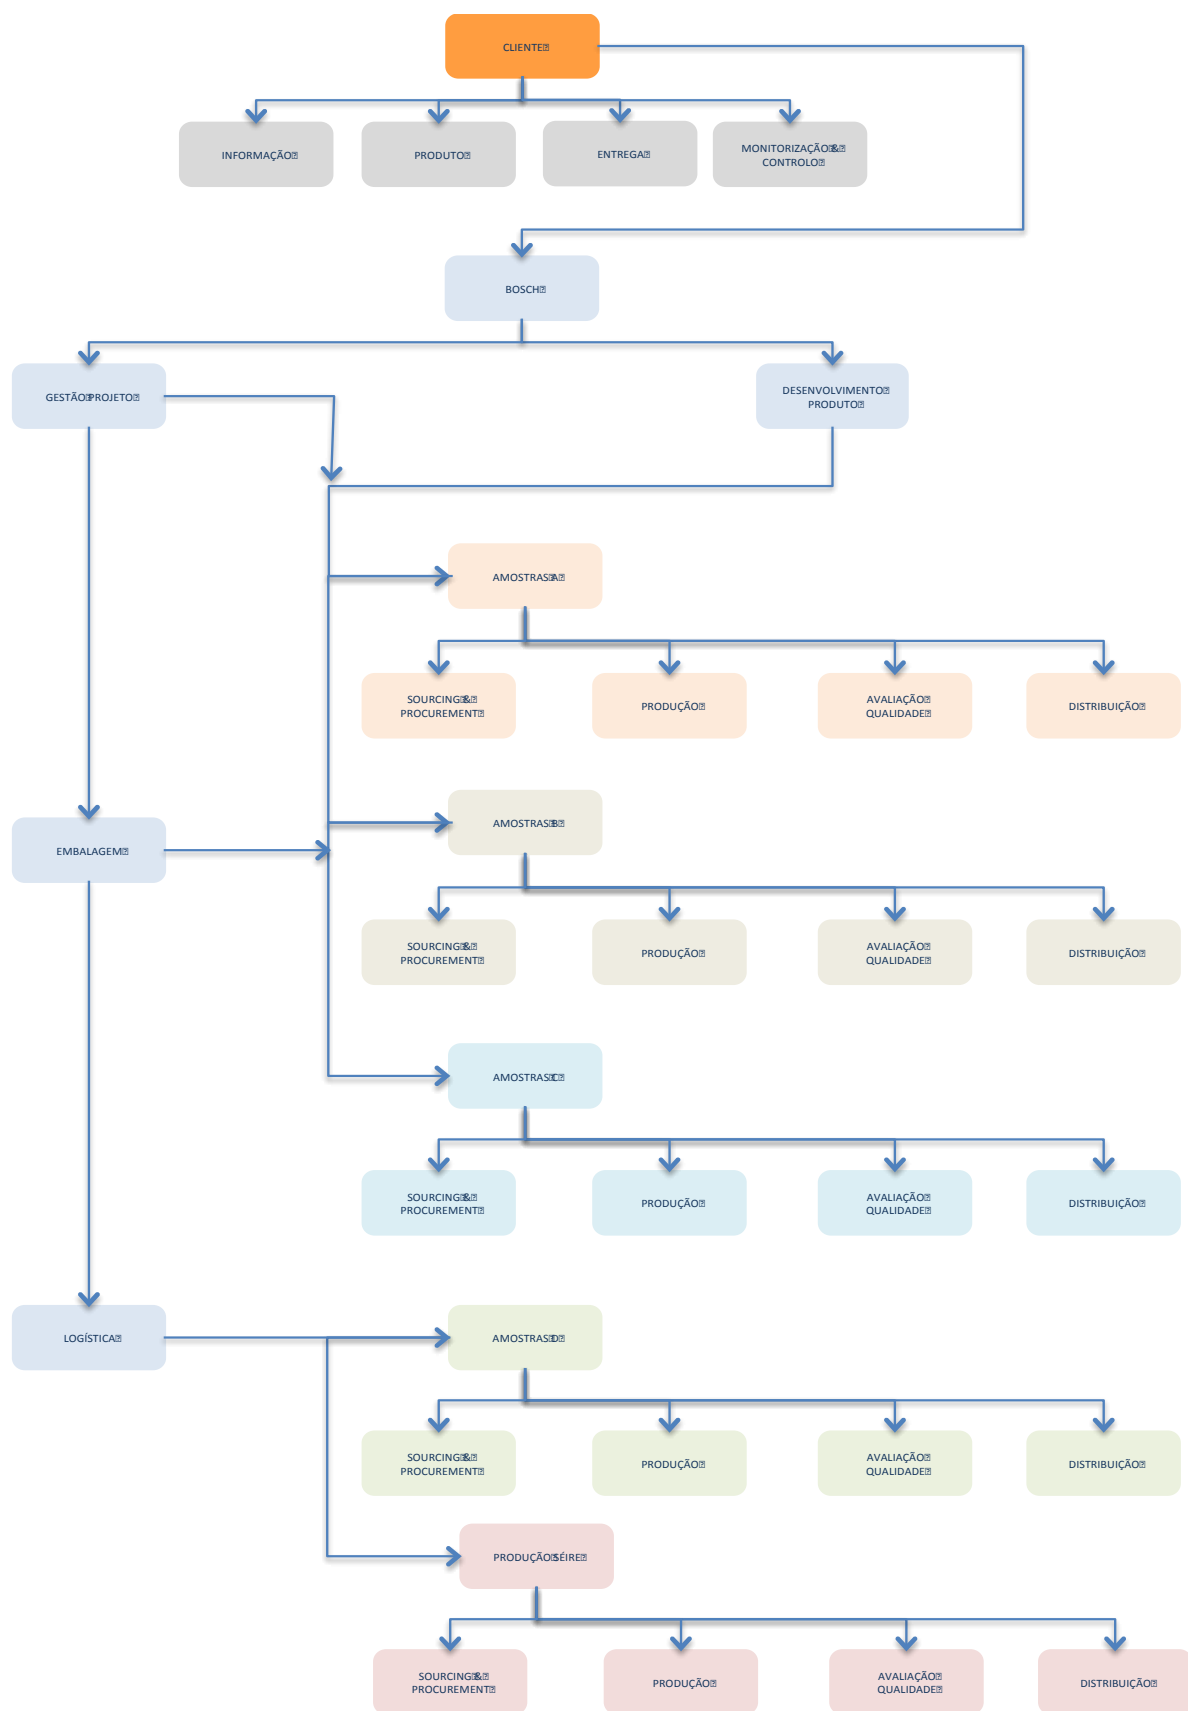 CLIENTE
INFORMAÇÃO
PRODUTO
ENTREGA
MONITORIZAÇÃO &
CONTROLO
BOSCH
GESTÃO PROJETO
DESENVOLVIMENTO
PRODUTO
AMOSTRAS A
SOURCING &
PROCUREMENT
PRODUÇÃO
AVALIAÇÃO
QUALIDADE
DISTRIBUIÇÃO
AMOSTRAS B
EMBALAGEM
SOURCING &
PROCUREMENT
PRODUÇÃO
AVALIAÇÃO
QUALIDADE
DISTRIBUIÇÃO
AMOSTRAS C
SOURCING &
PROCUREMENT
PRODUÇÃO
AVALIAÇÃO
QUALIDADE
DISTRIBUIÇÃO
LOGÍSTICA
AMOSTRAS D
SOURCING &
PROCUREMENT
PRODUÇÃO
AVALIAÇÃO
QUALIDADE
DISTRIBUIÇÃO
PRODUÇÃO SÉIRE
SOURCING &
PROCUREMENT
PRODUÇÃO
AVALIAÇÃO
QUALIDADE
DISTRIBUIÇÃO